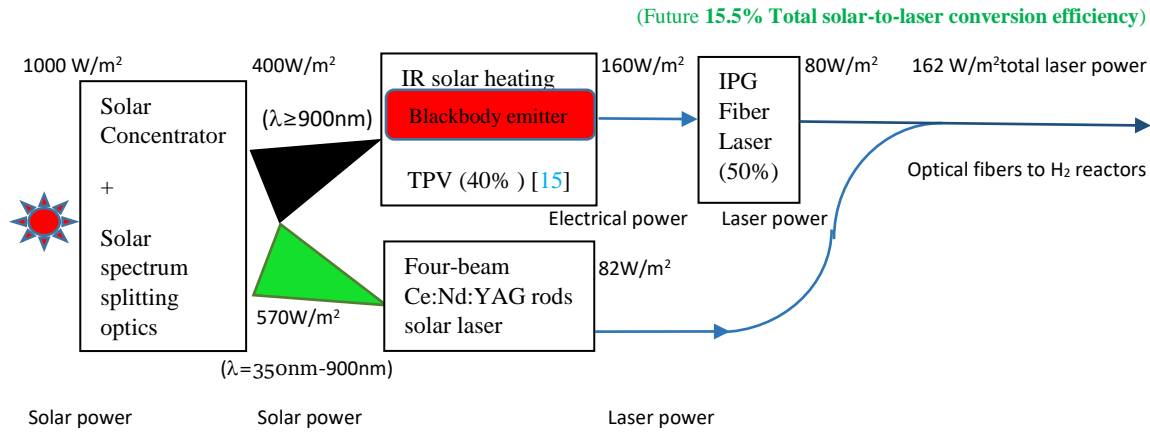 (Future 15.5% Total solar-to-laser conversion efficiency)
1000 W/m²
400W/m²
160W/m²
80W/m²
162 W/m²total laser power
Solar
Concentrator
+
Solar
spectrum
splitting
optics
(λ≥900nm)
IR solar heating
Blackbody emitter
TPV (40% ) [15]
IPG
Fiber
Laser
(50%)
Optical fibers to H₂ reactors
Electrical power
Laser power
570W/m²
(λ=350nm-900nm)
Four-beam
Ce:Nd:YAG rods
solar laser
82W/m²
Solar power
Solar power
Laser power